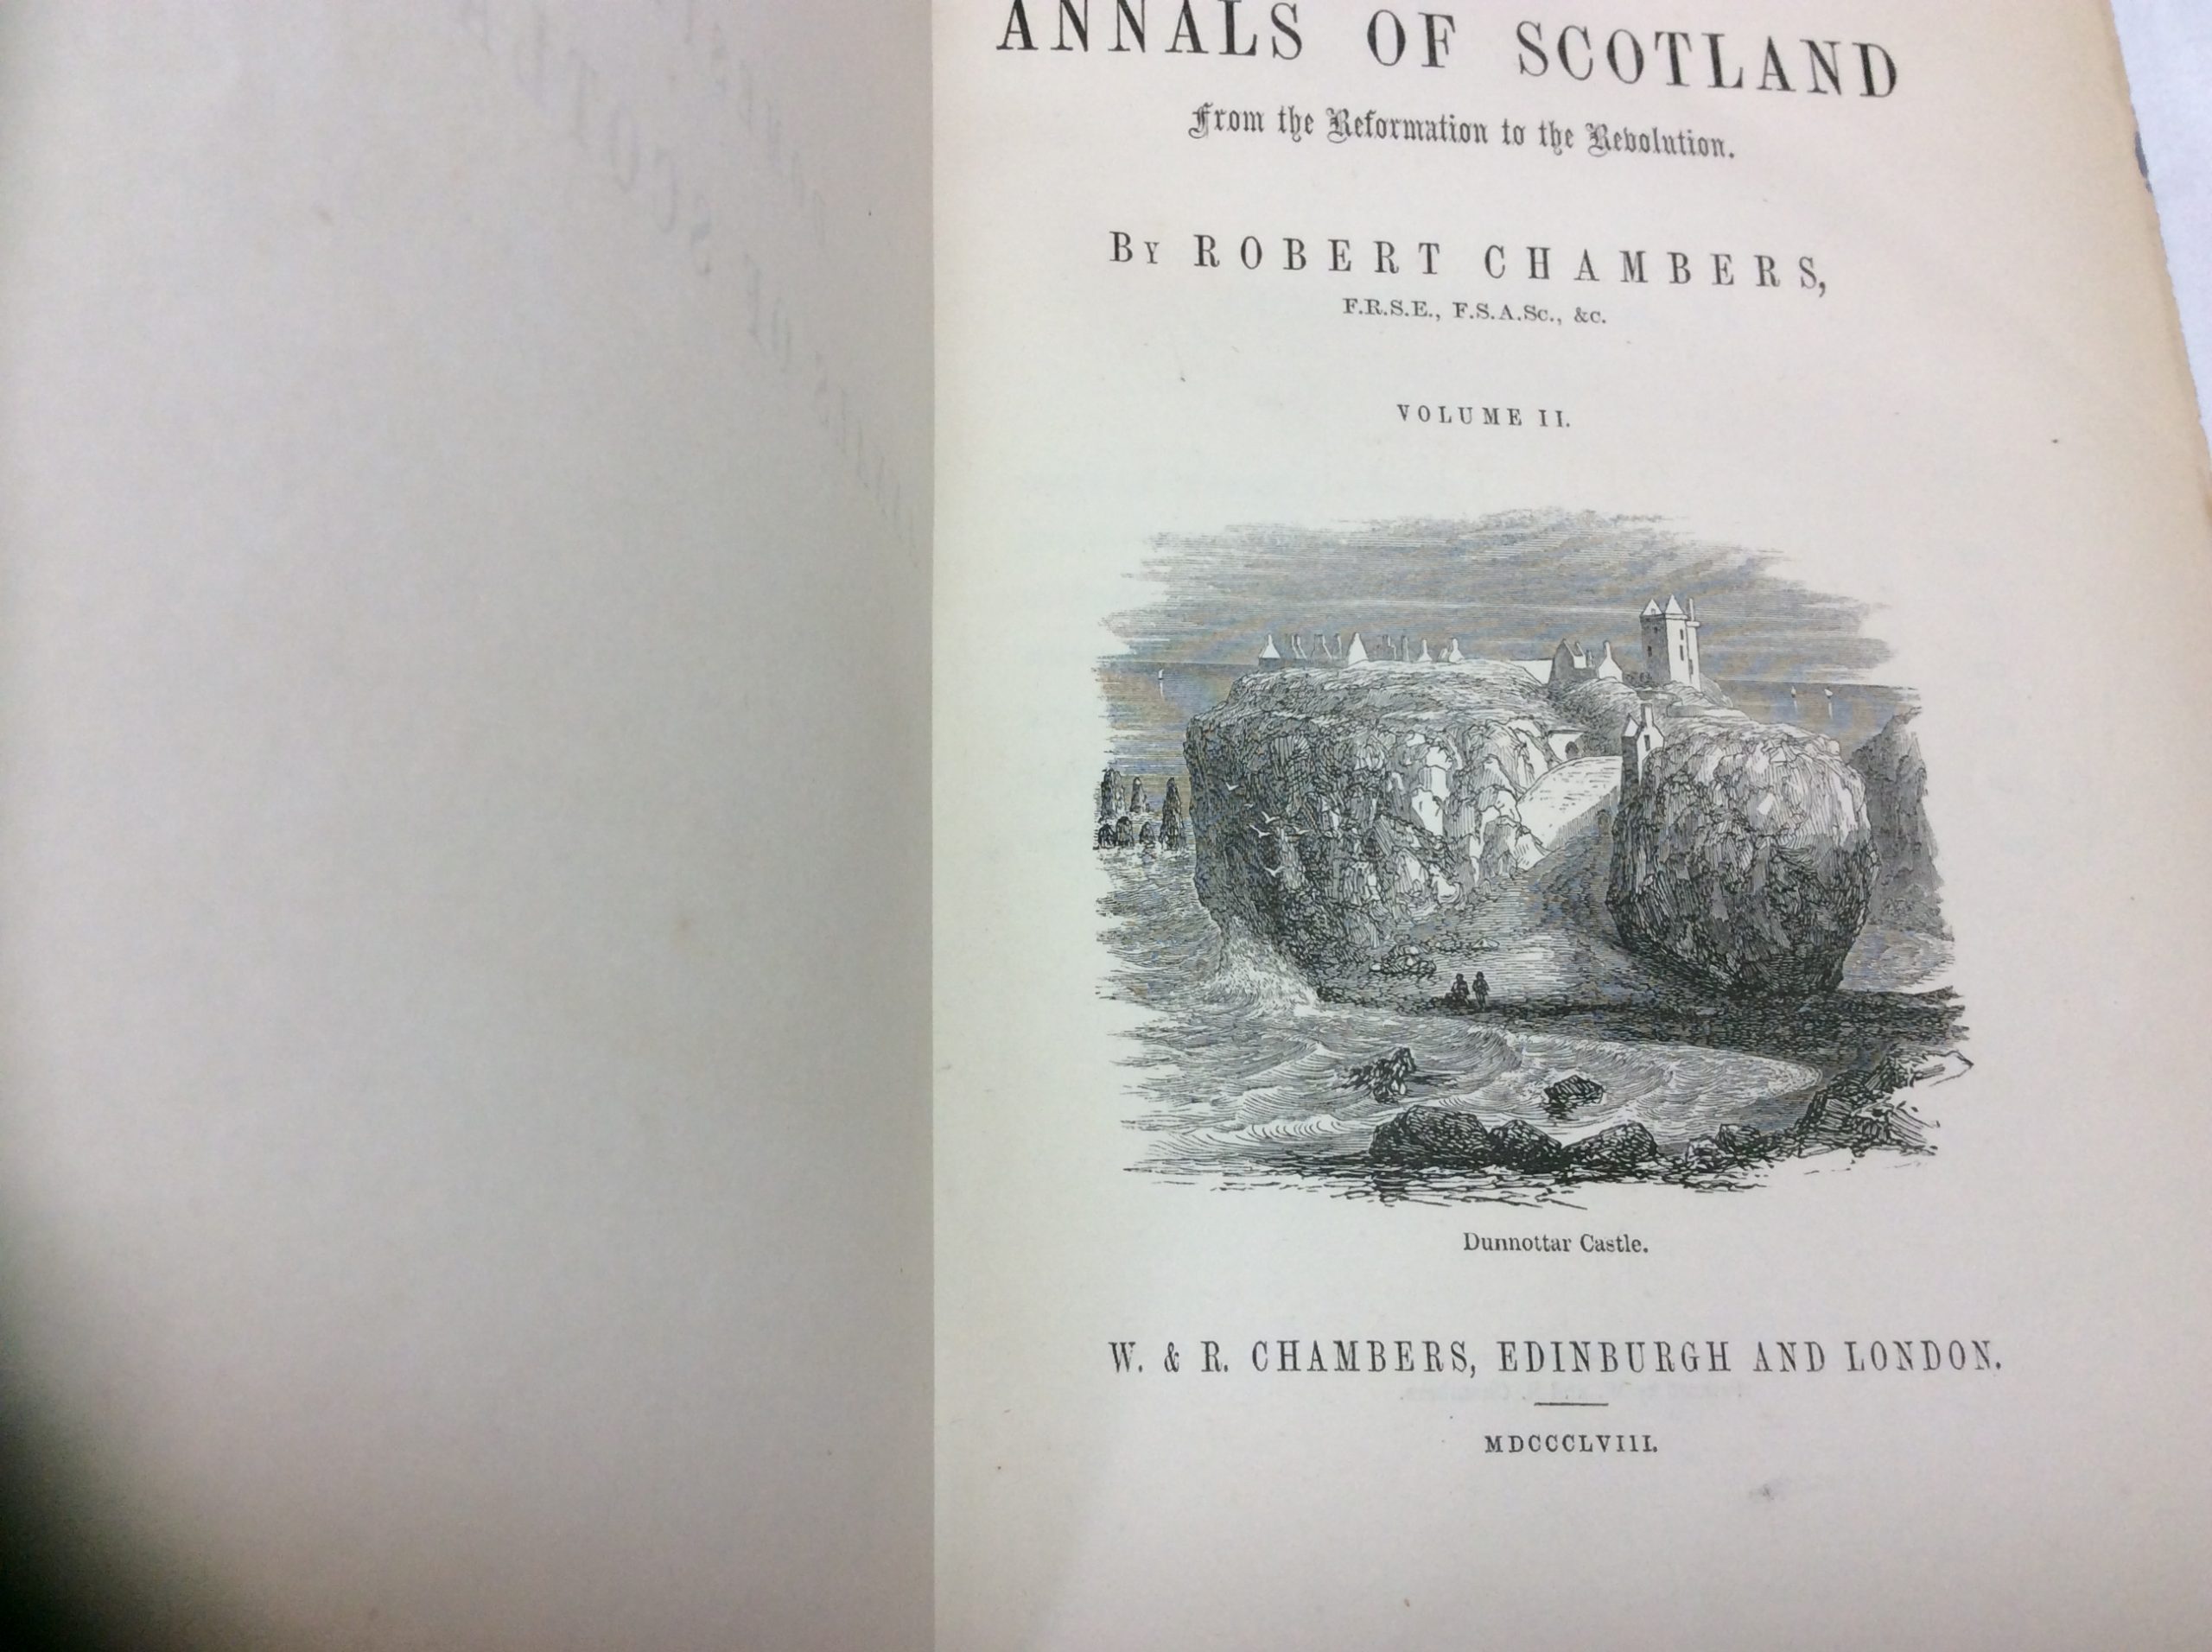 ANNALS OF SCOTLAND
From the Reformation to the Revolution.
BY ROBERT CHAMBERS,
F.R.S.E., F.S.A.SC., &C.
VOLUME II.
Dunnottar Castle.
W. & R. CHAMBERS, EDINBURGH AND LONDON.
MDCCCLVIII.